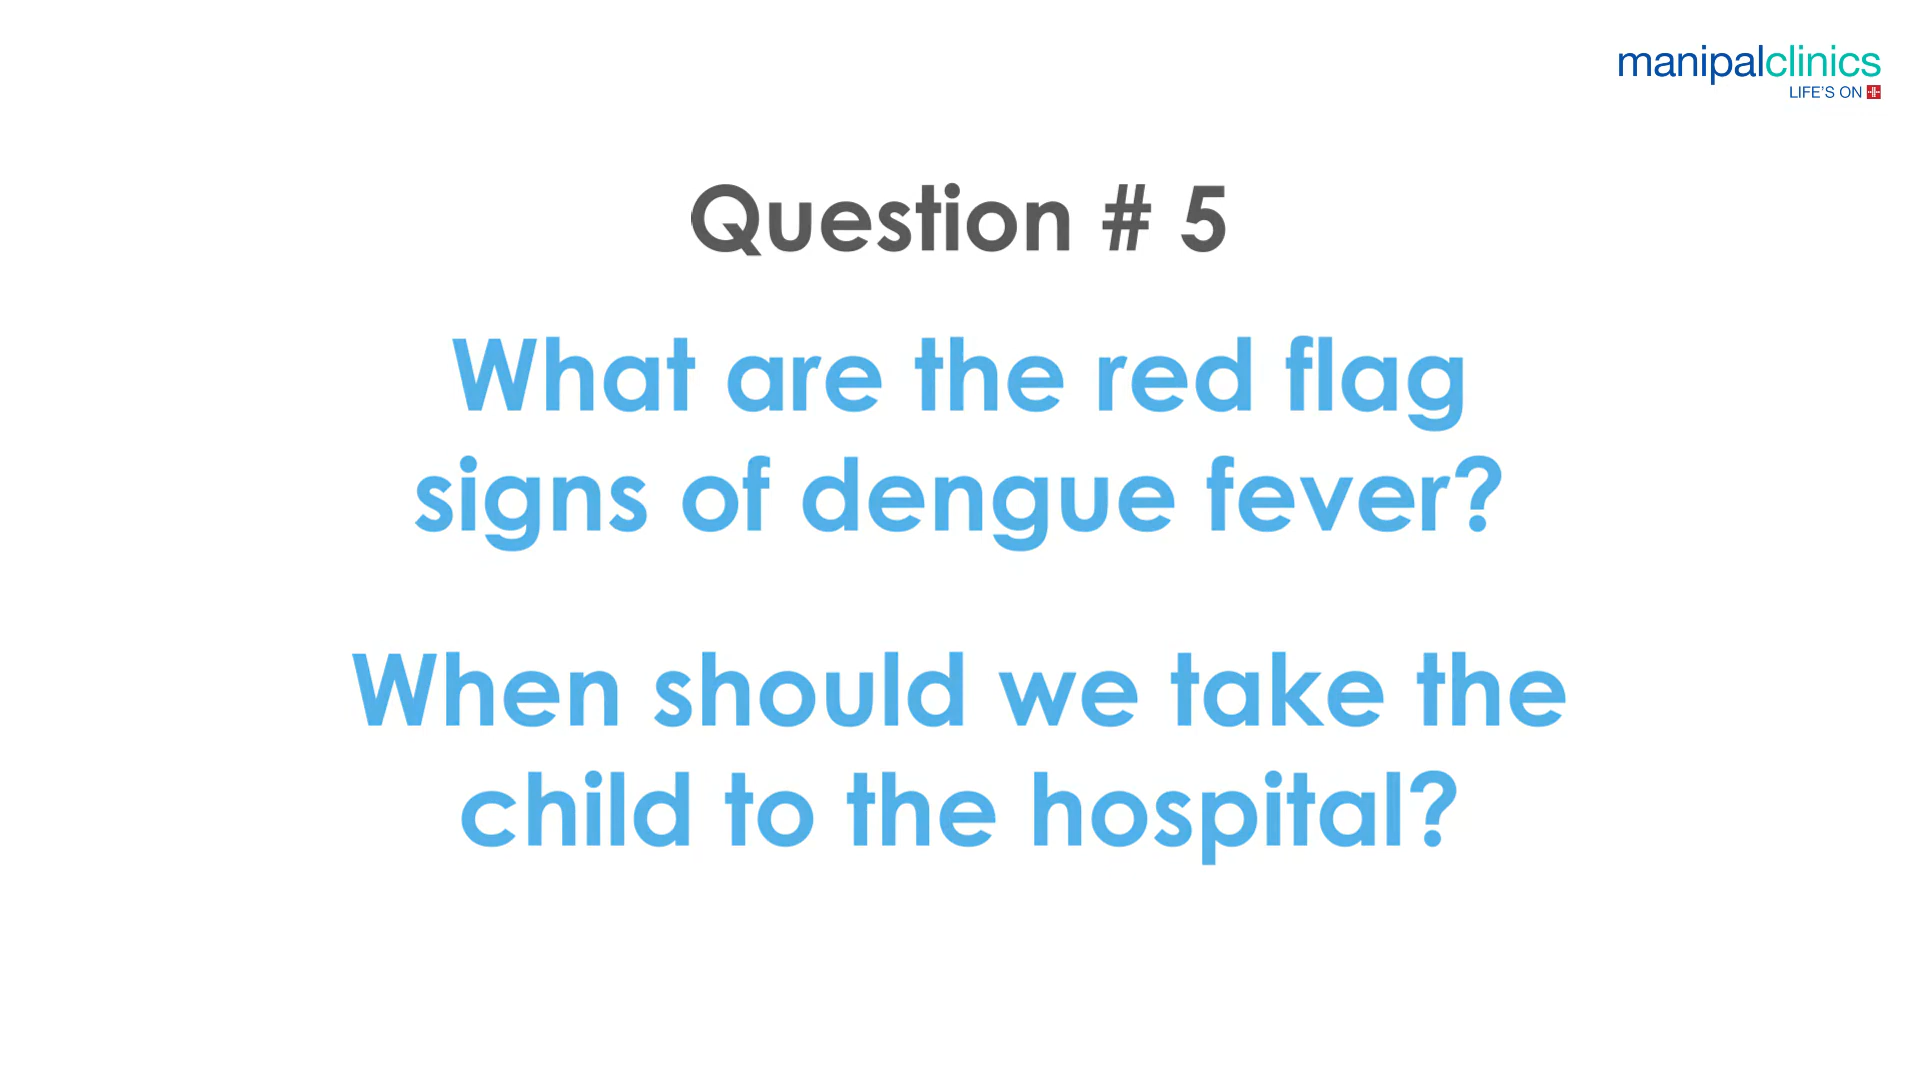 manipalclinics
LIFE'S ON
Question # 5
What are the red flag
signs of dengue fever?
When should we take the
child to the hospital?